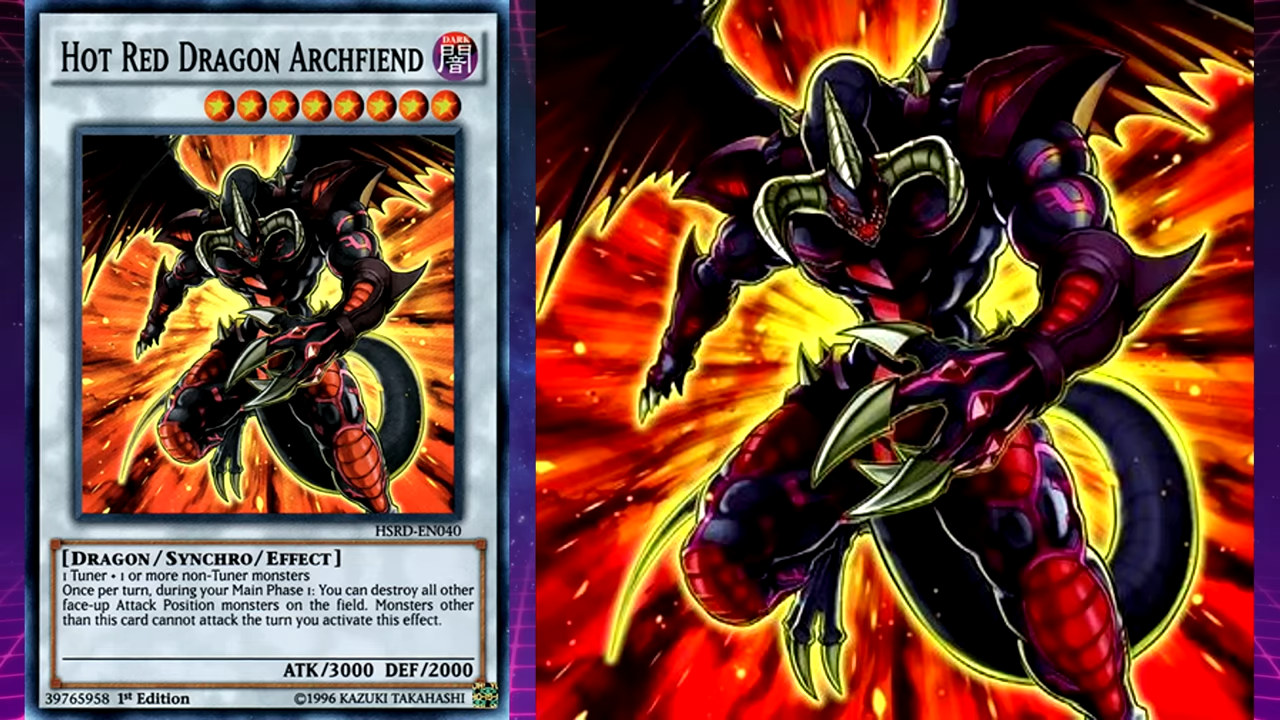 HOT RED DRAGON ARCHFIEND
DARK
闇
HSRD-EN040
[DRAGON/SYNCHRO/EFFECT]
1 Tuner + 1 or more non-Tuner monsters
Once per turn, during your Main Phase 1: You can destroy all other
face-up Attack Position monsters on the field. Monsters other
than this card cannot attack the turn you activate this effect.
ATK/3000 DEF/2000
39765958 1st Edition ©1996 KAZUKI TAKAHASHI